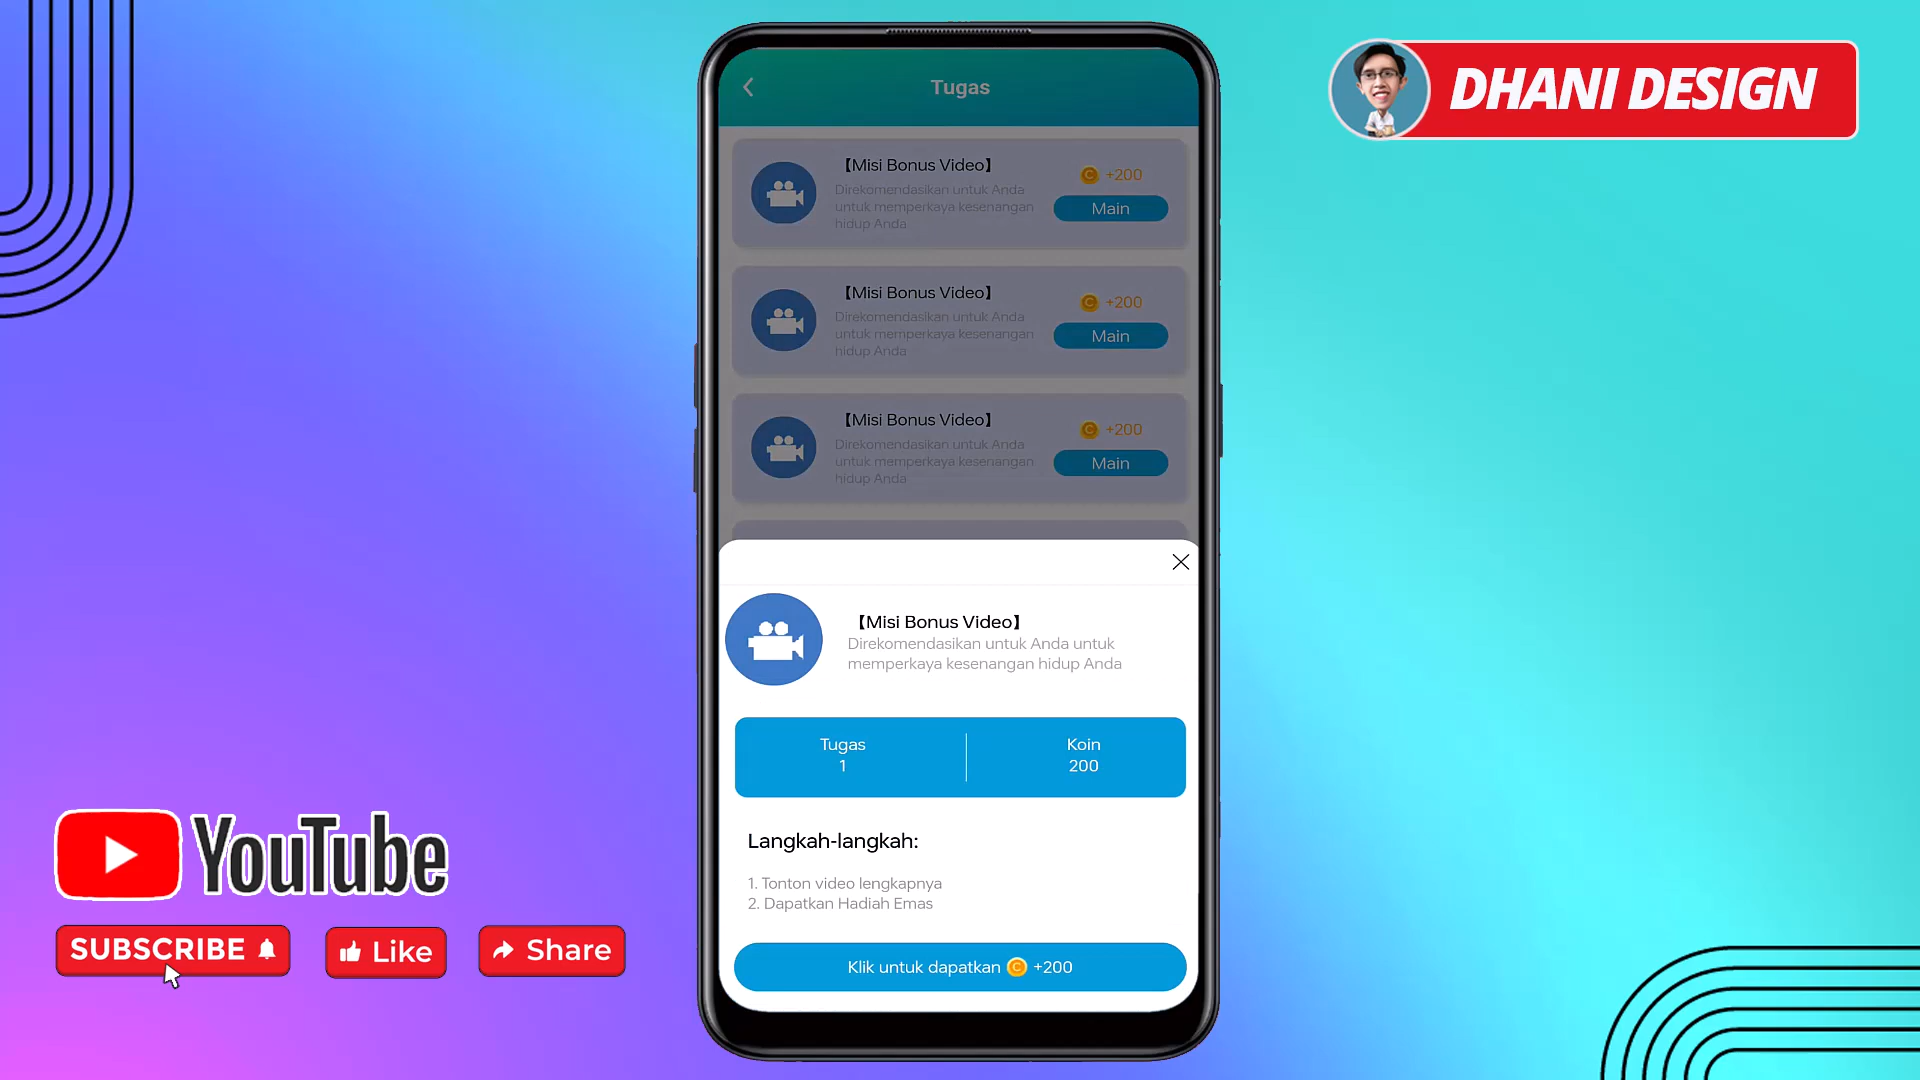 DHANI DESIGN
Tugas
【Misi Bonus Video】
Direkomendasikan untuk Anda
untuk memperkaya kesenangan
hidup Anda
+200
Main
【Misi Bonus Video】
Direkomendasikan untuk Anda
untuk memperkaya kesenangan
hidup Anda
+200
Main
【Misi Bonus Video】
Direkomendasikan untuk Anda
untuk memperkaya kesenangan
hidup Anda
+200
Main
【Misi Bonus Video】
Direkomendasikan untuk Anda untuk
memperkaya kesenangan hidup Anda
Tugas
1
Koin
200
Langkah-langkah:
1. Tonton video lengkapnya
2. Dapatkan Hadiah Emas
Klik untuk dapatkan C +200
YouTube
SUBSCRIBE
Like
Share